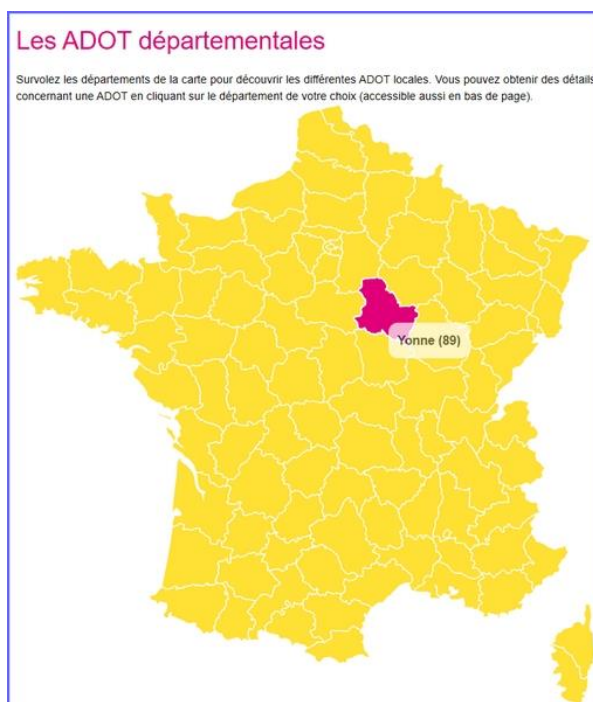 Les ADOT départementales
Survolez les départements de la carte pour découvrir les différentes ADOT locales. Vous pouvez obtenir des détails
concernant une ADOT en cliquant sur le département de votre choix (accessible aussi en bas de page).
Yonne (89)